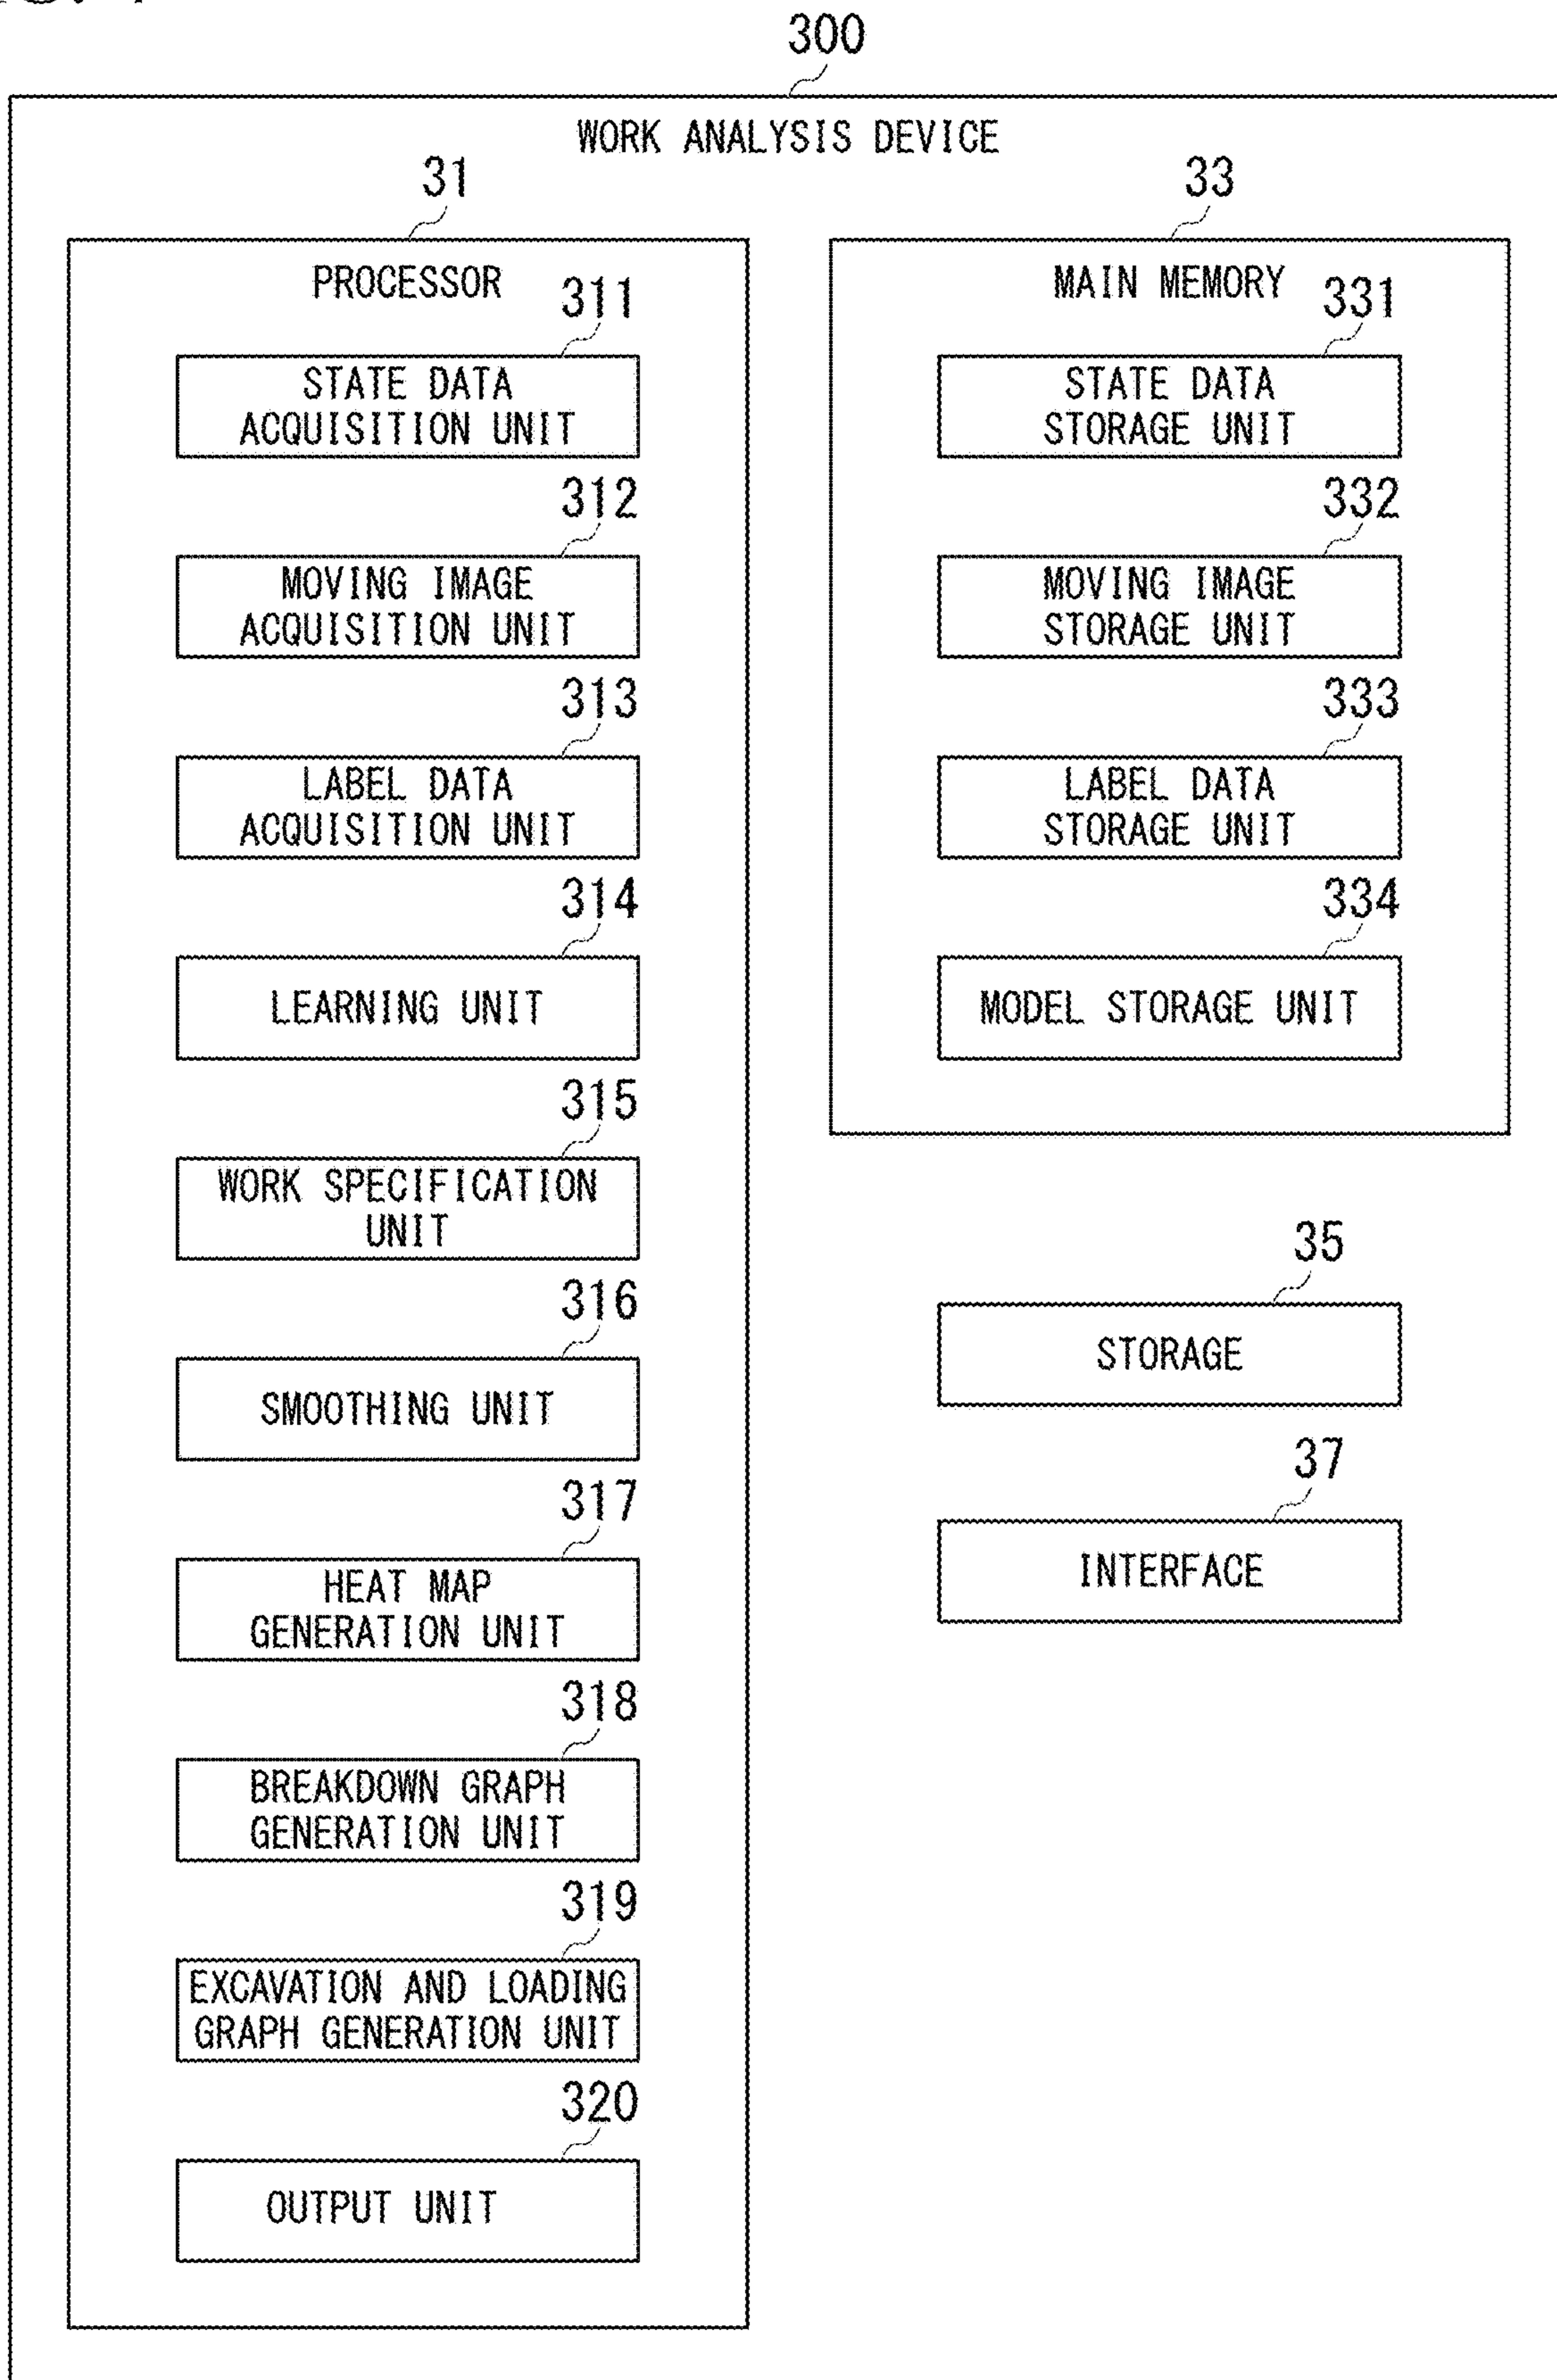 300
WORK ANALYSIS DEVICE
31
PROCESSOR
311
STATE DATA
ACQUISITION UNIT
312
MOVING IMAGE
ACQUISITION UNIT
313
LABEL DATA
ACQUISITION UNIT
314
LEARNING UNIT
315
WORK SPECIFICATION
UNIT
316
SMOOTHING UNIT
317
HEAT MAP
GENERATION UNIT
318
BREAKDOWN GRAPH
GENERATION UNIT
319
EXCAVATION AND LOADING
GRAPH GENERATION UNIT
320
OUTPUT UNIT
33
MAIN MEMORY
331
STATE DATA
STORAGE UNIT
332
MOVING IMAGE
STORAGE UNIT
333
LABEL DATA
STORAGE UNIT
334
MODEL STORAGE UNIT
35
STORAGE
37
INTERFACE